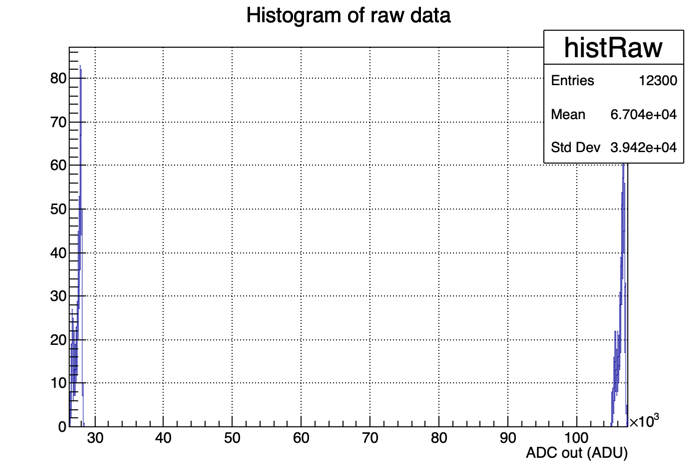 Histogram of raw data
histRaw
Entries 12300
Mean 6.704e+04
Std Dev 3.942e+04
80
70
60
50
40
30
20
10
0
30 40 50 60 70 80 90 100 ×10³
ADC out (ADU)